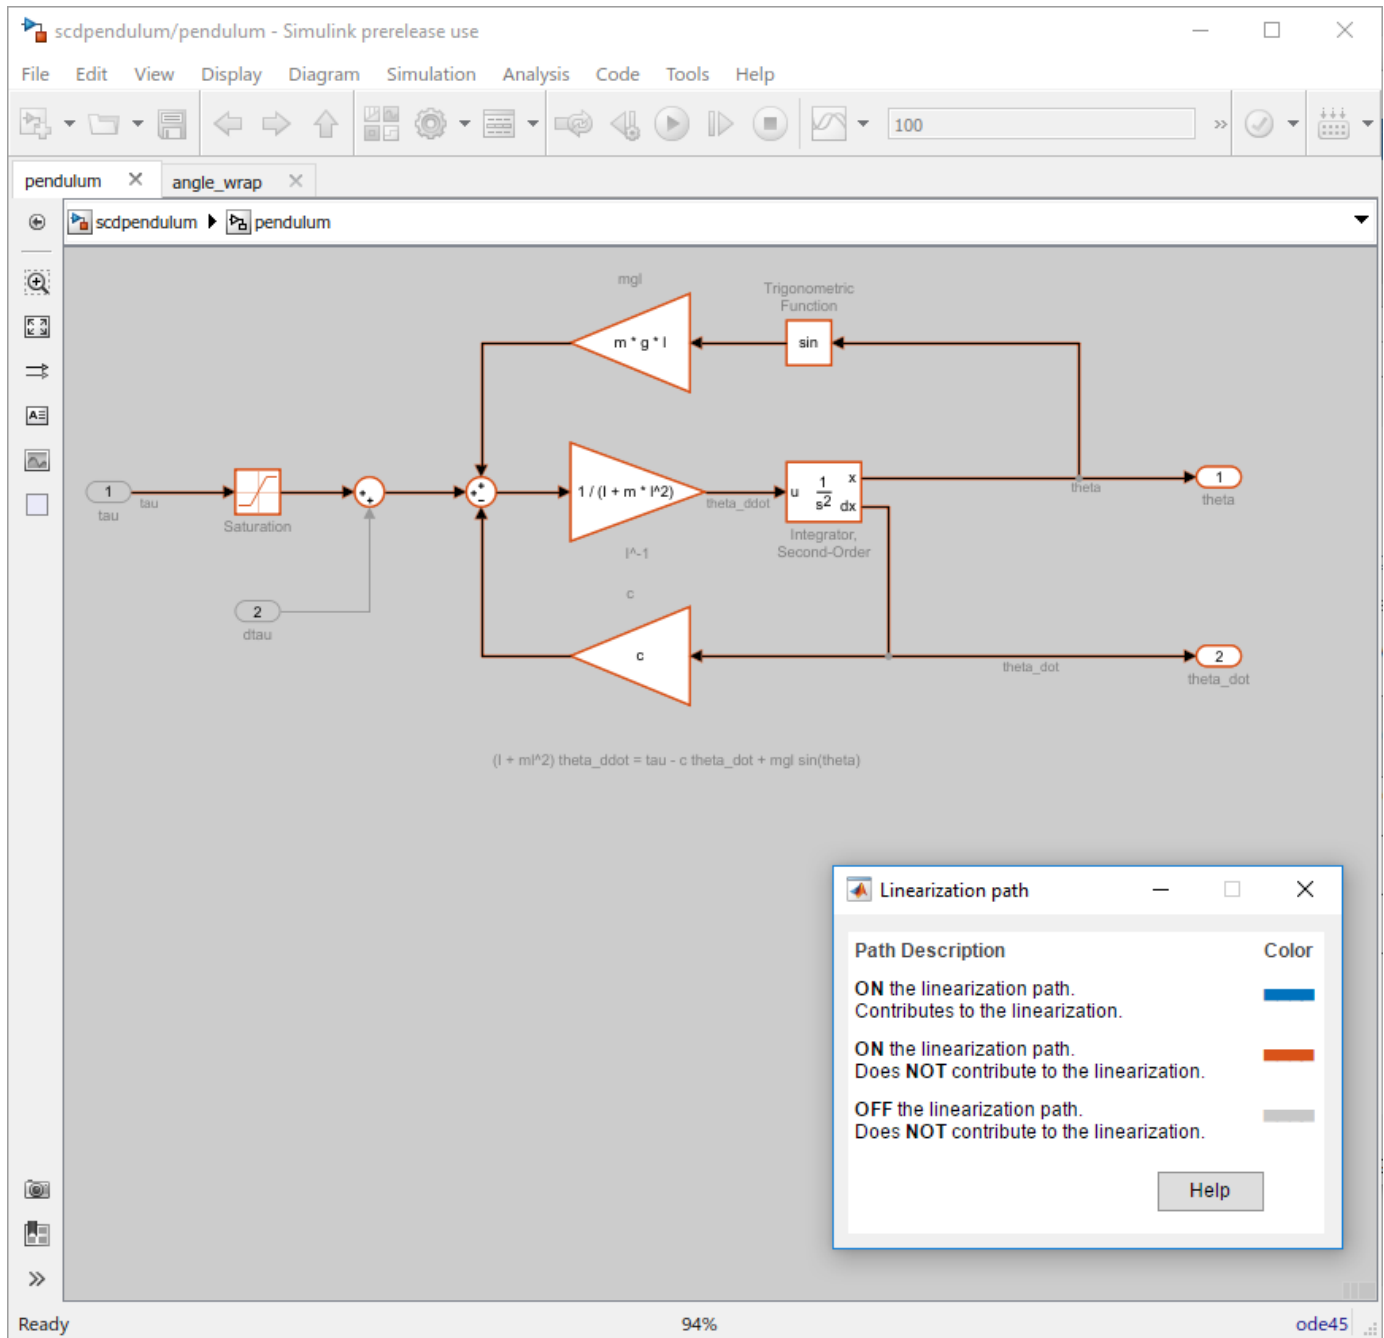 scdpendulum/pendulum - Simulink prerelease use
File Edit View Display Diagram Simulation Analysis Code Tools Help
100
pendulum
angle_wrap
scdpendulum pendulum
mgl
Trigonometric
Function
m * g * l
sin
1
tau
tau
Saturation
1 / (I + m * l^2)
theta_ddot
u
1
s2
x
dx
Integrator,
Second-Order
theta
1
theta
I^-1
2
dtau
c
c
theta_dot
2
theta_dot
(I + ml^2) theta_ddot = tau - c theta_dot + mgl sin(theta)
Linearization path
Path Description Color
ON the linearization path.
Contributes to the linearization.
ON the linearization path.
Does NOT contribute to the linearization.
OFF the linearization path.
Does NOT contribute to the linearization.
Help
Ready 94% ode45